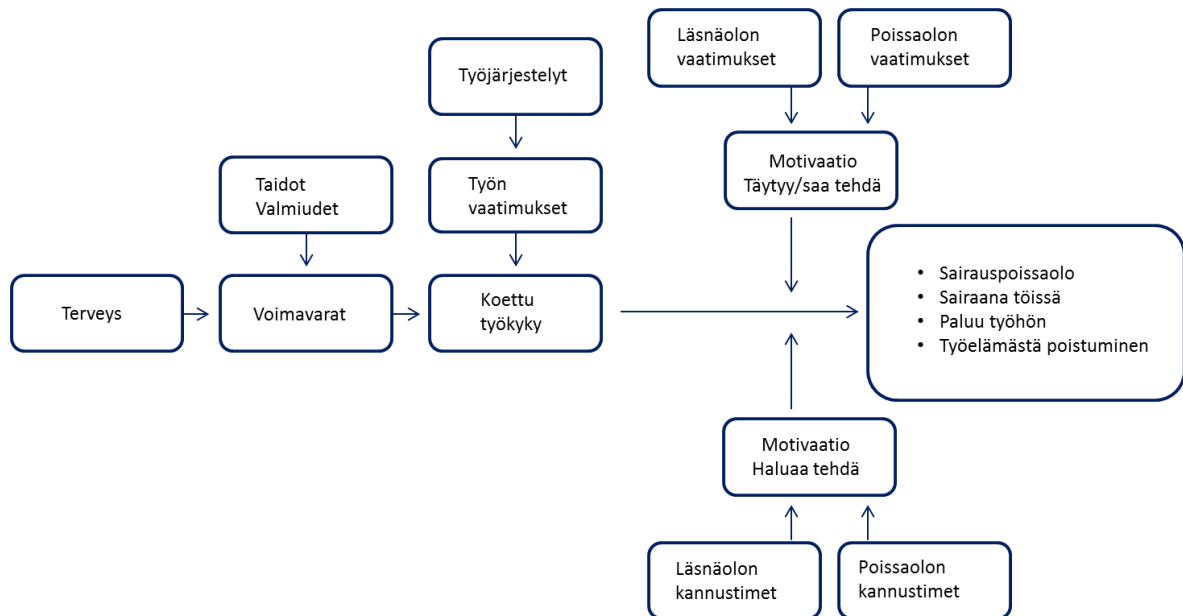 Läsnäolon
vaatimukset
Poissaolon
vaatimukset
Työjärjestelyt
Motivaatio
Täytyy/saa tehdä
Taidot
Valmiudet
Työn
vaatimukset
Terveys
Voimavarat
Koettu
työkyky
• Sairauspoissaolo
• Sairaana töissä
• Paluu työhön
• Työelämästä poistuminen
Motivaatio
Haluaa tehdä
Läsnäolon
kannustimet
Poissaolon
kannustimet